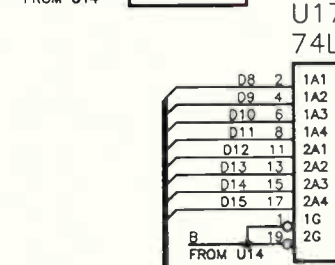 FROM U14
U17
74L
D8 2 1A1
D9 4 1A2
D10 6 1A3
D11 8 1A4
D12 11 2A1
D13 13 2A2
D14 15 2A3
D15 17 2A4
1 1G
B 19 2G
FROM U14